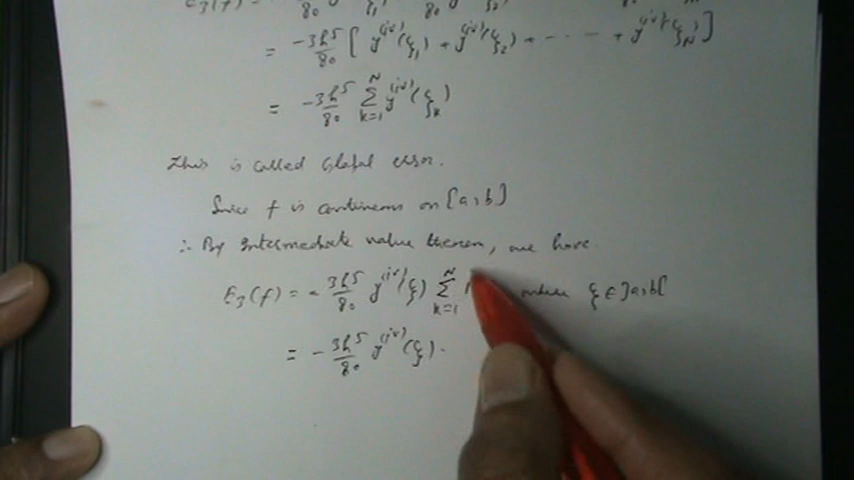 = -3h⁵/80 [ y⁽ⁱᵛ⁾(ξ₁) + y⁽ⁱᵛ⁾(ξ₂) + ---- + y⁽ⁱᵛ⁾(ξ_N) ]
= -3h⁵/80 Σ_{k=1}^{N} y⁽ⁱᵛ⁾(ξ_k)
This is called Global error.
Since f is continuous on [a,b]
∴ By Intermediate value theorem, we have
E₃(f) = - 3h⁵/80 y⁽ⁱᵛ⁾(ξ) Σ_{k=1}^{N} where ξ ∈ ]a,b[
= - 3h⁵/80 y⁽ⁱᵛ⁾(ξ).